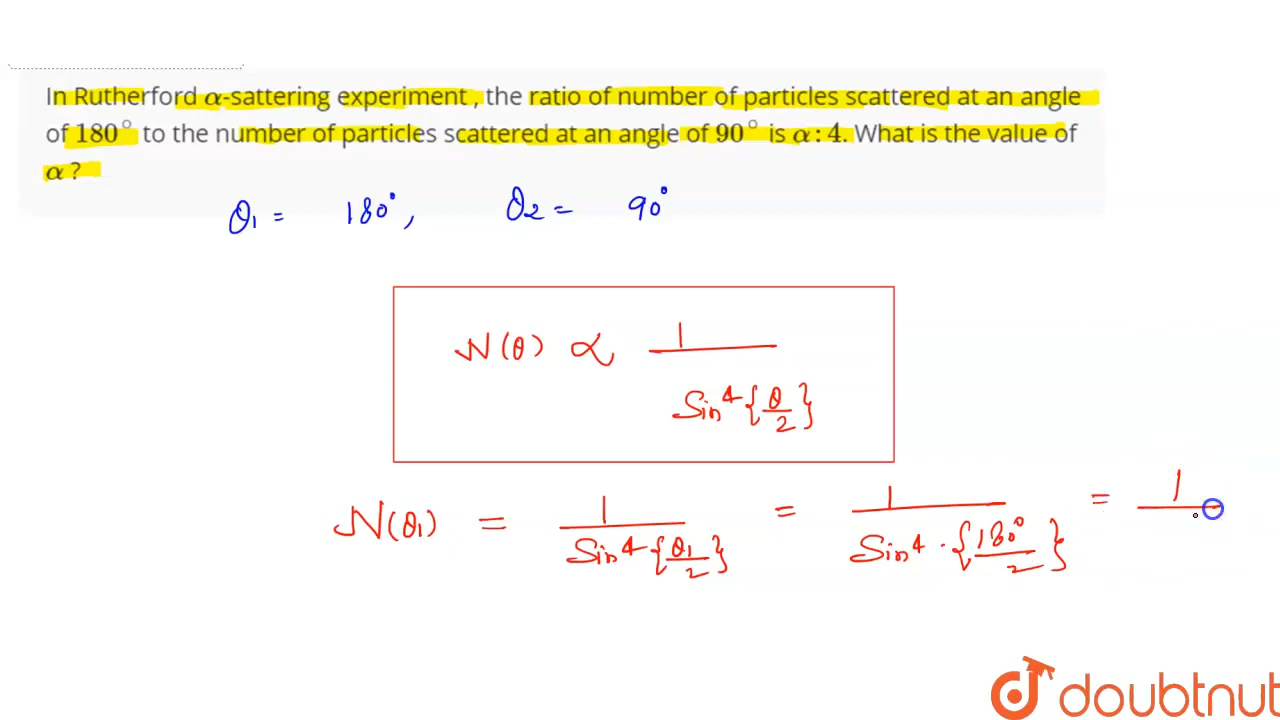 In Rutherford α-sattering experiment , the ratio of number of particles scattered at an angle
of 180° to the number of particles scattered at an angle of 90° is α : 4. What is the value of
α ?
θ1 = 180°, θ2 = 90°
N(θ) ∝ 1 / Sin⁴{θ/2}
N(θ1) = 1 / Sin⁴{θ1/2} = 1 / Sin⁴·{180°/2} = 1
doubtnut